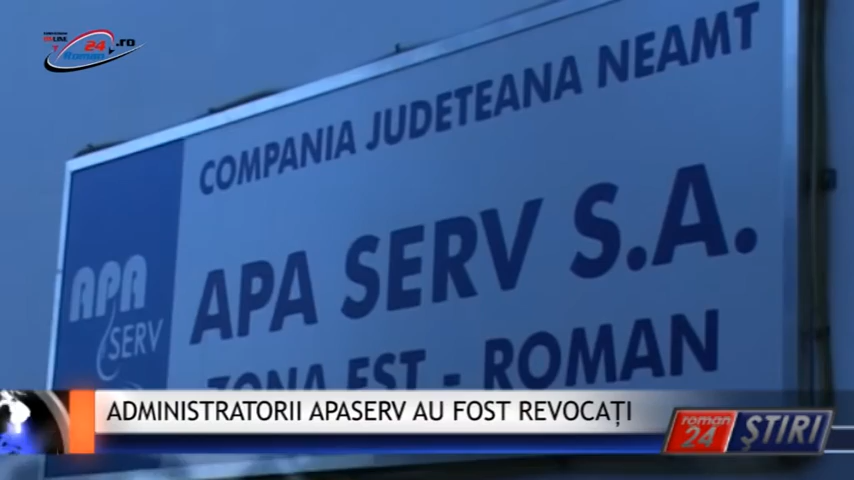 24
.ro
Roman
COMPANIA JUDETEANA NEAMT
APA SERV S.A.
ZONA EST - ROMAN
APA
SERV
ADMINISTRATORII APASERV AU FOST REVOCAȚI
roman
24
ȘTIRI